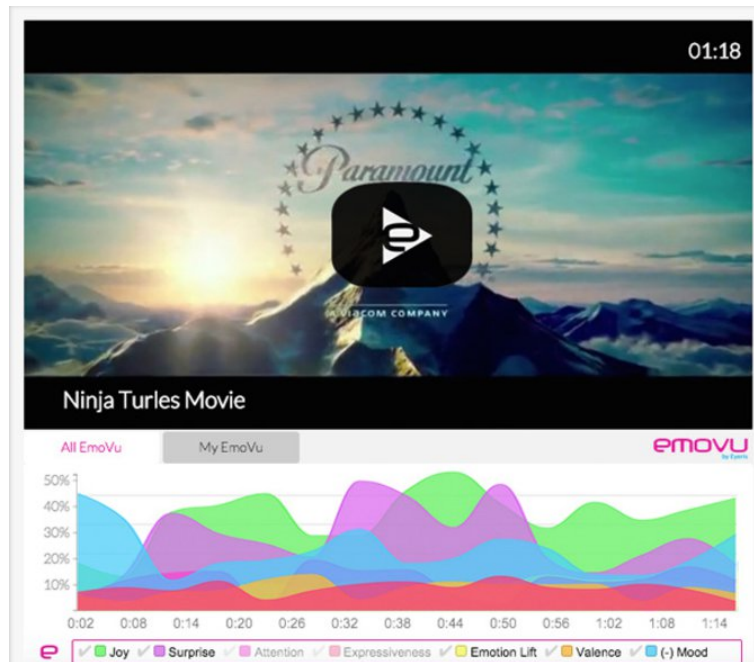 01:18
Paramount
A VIACOM COMPANY
Ninja Turles Movie
All EmoVu
My EmoVu
emovu
by Eyeris
50%
40%
30%
20%
10%
0:02 0:08 0:14 0:20 0:26 0:32 0:38 0:44 0:50 0:56 1:02 1:08 1:14
Joy Surprise Attention Expressiveness Emotion Lift Valence (-) Mood